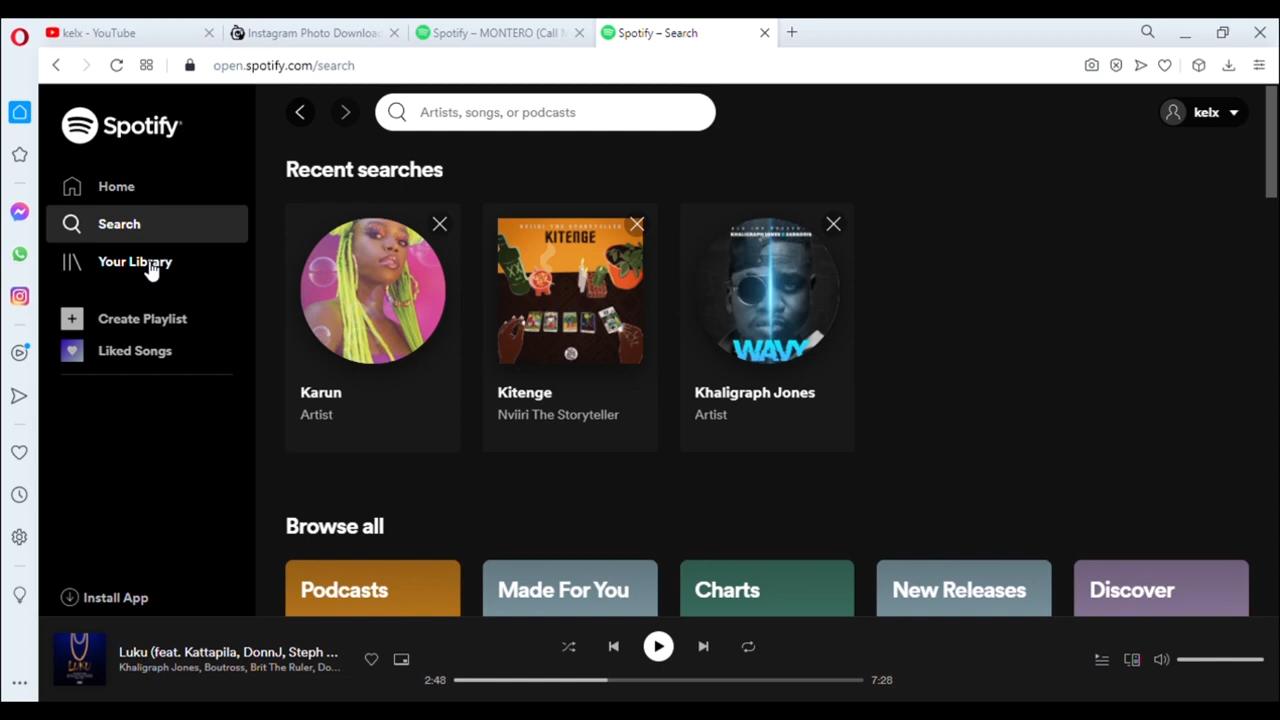 kelx - YouTube
Instagram Photo Downloa
Spotify – MONTERO (Call M
Spotify – Search
open.spotify.com/search
Spotify
Artists, songs, or podcasts
kelx
Home
Search
Your Library
Create Playlist
Liked Songs
Install App
Recent searches
KITENGE
WAVY
Karun
Artist
Kitenge
Nviiri The Storyteller
Khaligraph Jones
Artist
Browse all
Podcasts
Made For You
Charts
New Releases
Discover
LUKU
Luku (feat. Kattapila, DonnJ, Steph ...
Khaligraph Jones, Boutross, Brit The Ruler, Do...
2:48
7:28